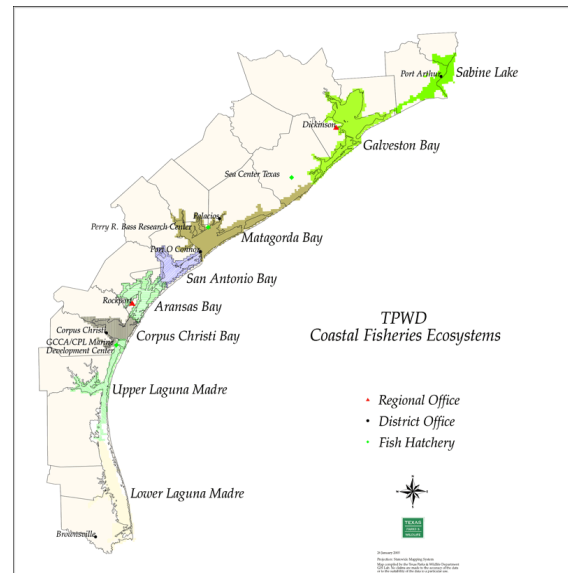 Port Arthur
Sabine Lake
Dickinson
Galveston Bay
Sea Center Texas
Palacios
Perry R. Bass Research Center
Matagorda Bay
Port O Connor
San Antonio Bay
Rockport
Aransas Bay
Corpus Christi
Corpus Christi Bay
GCCA/CPL Marine
Development Center
Upper Laguna Madre
Lower Laguna Madre
Brownsville
TPWD
Coastal Fisheries Ecosystems
Regional Office
District Office
Fish Hatchery
TEXAS